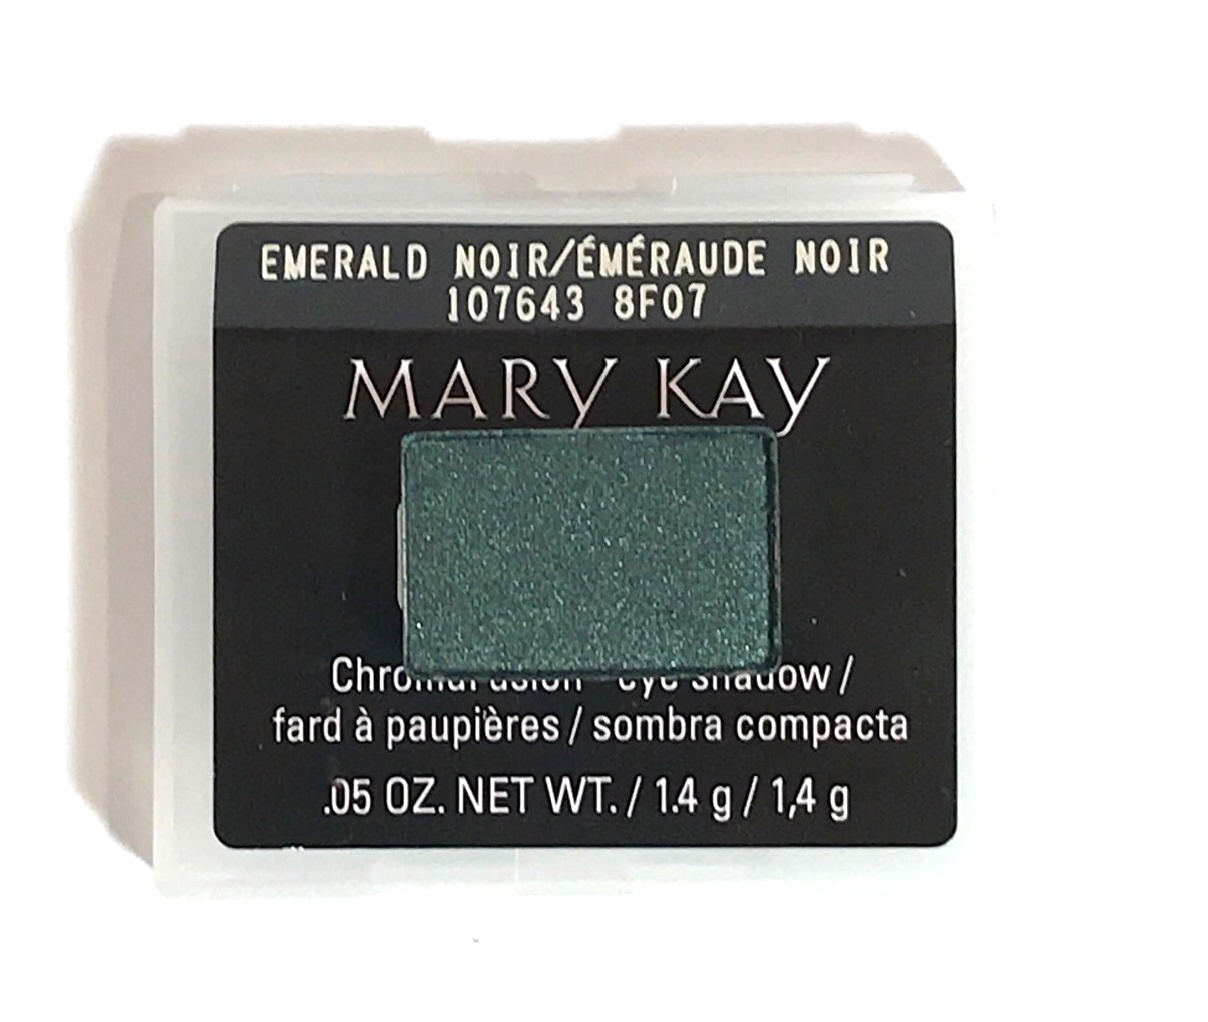 EMERALD NOIR/ÉMÉRAUDE NOIR
107643 8F07
MARY KAY
eye shadow /
fard à paupières / sombra compacta
.05 OZ. NET WT. / 1.4 g / 1,4 g